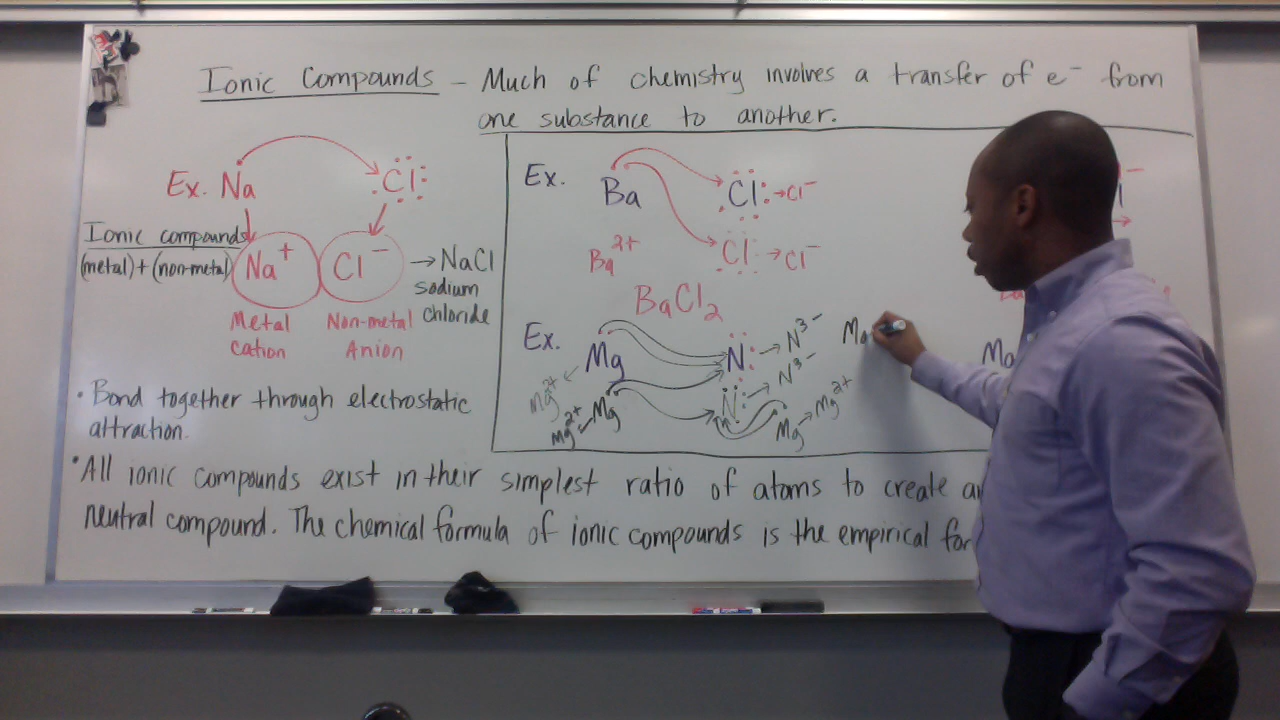 Ionic Compounds – Much of chemistry involves a transfer of e⁻ from
one substance to another.
Ex. Na Cl
Ionic compounds
(metal)+(non-metal)
Na⁺ Cl⁻ → NaCl
sodium
chloride
Metal Non-metal
Cation Anion
Ex. Ba Cl → Cl⁻
Ba²⁺ Cl → Cl⁻
BaCl₂
Ex. Mg N → N³⁻
Mg²⁺ N → N³⁻
Mg²⁺ ← Mg Mg → Mg²⁺
• Bond together through electrostatic
attraction.
• All ionic compounds exist in their simplest ratio of atoms to create
neutral compound. The chemical formula of ionic compounds is the empirical